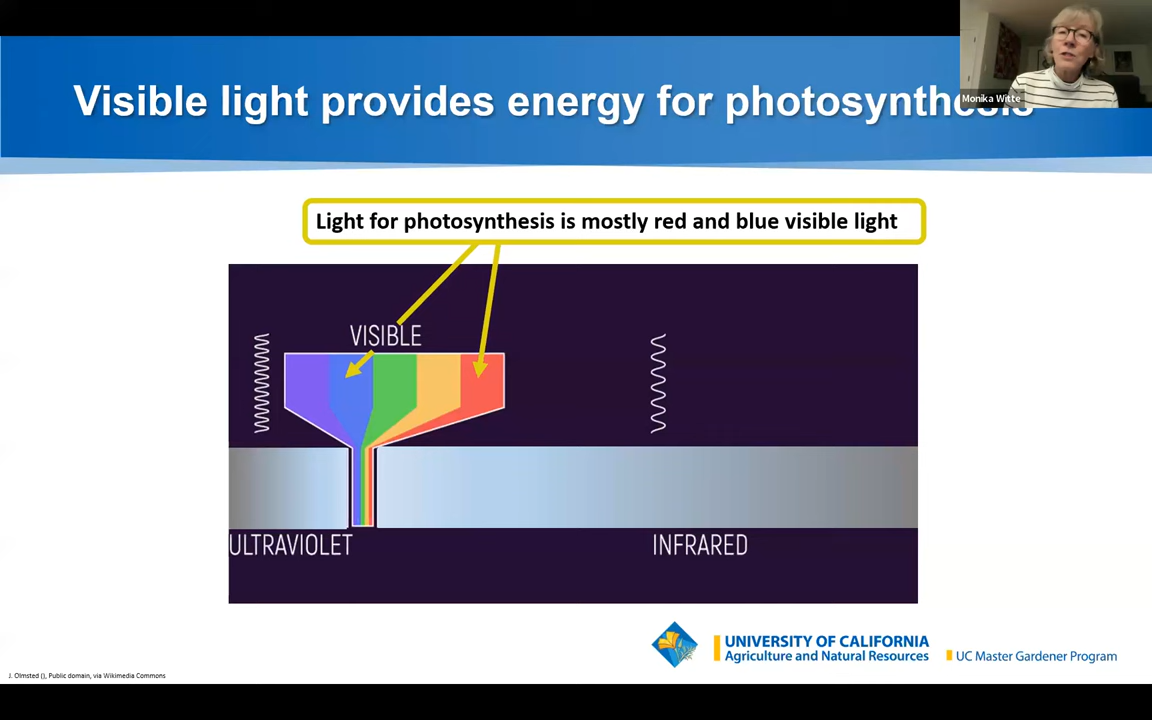 Visible light provides energy for photosynthesis
Monika Witte
Light for photosynthesis is mostly red and blue visible light
VISIBLE
ULTRAVIOLET
INFRARED
UNIVERSITY OF CALIFORNIA
Agriculture and Natural Resources
UC Master Gardener Program
J. Olmsted (), Public domain, via Wikimedia Commons